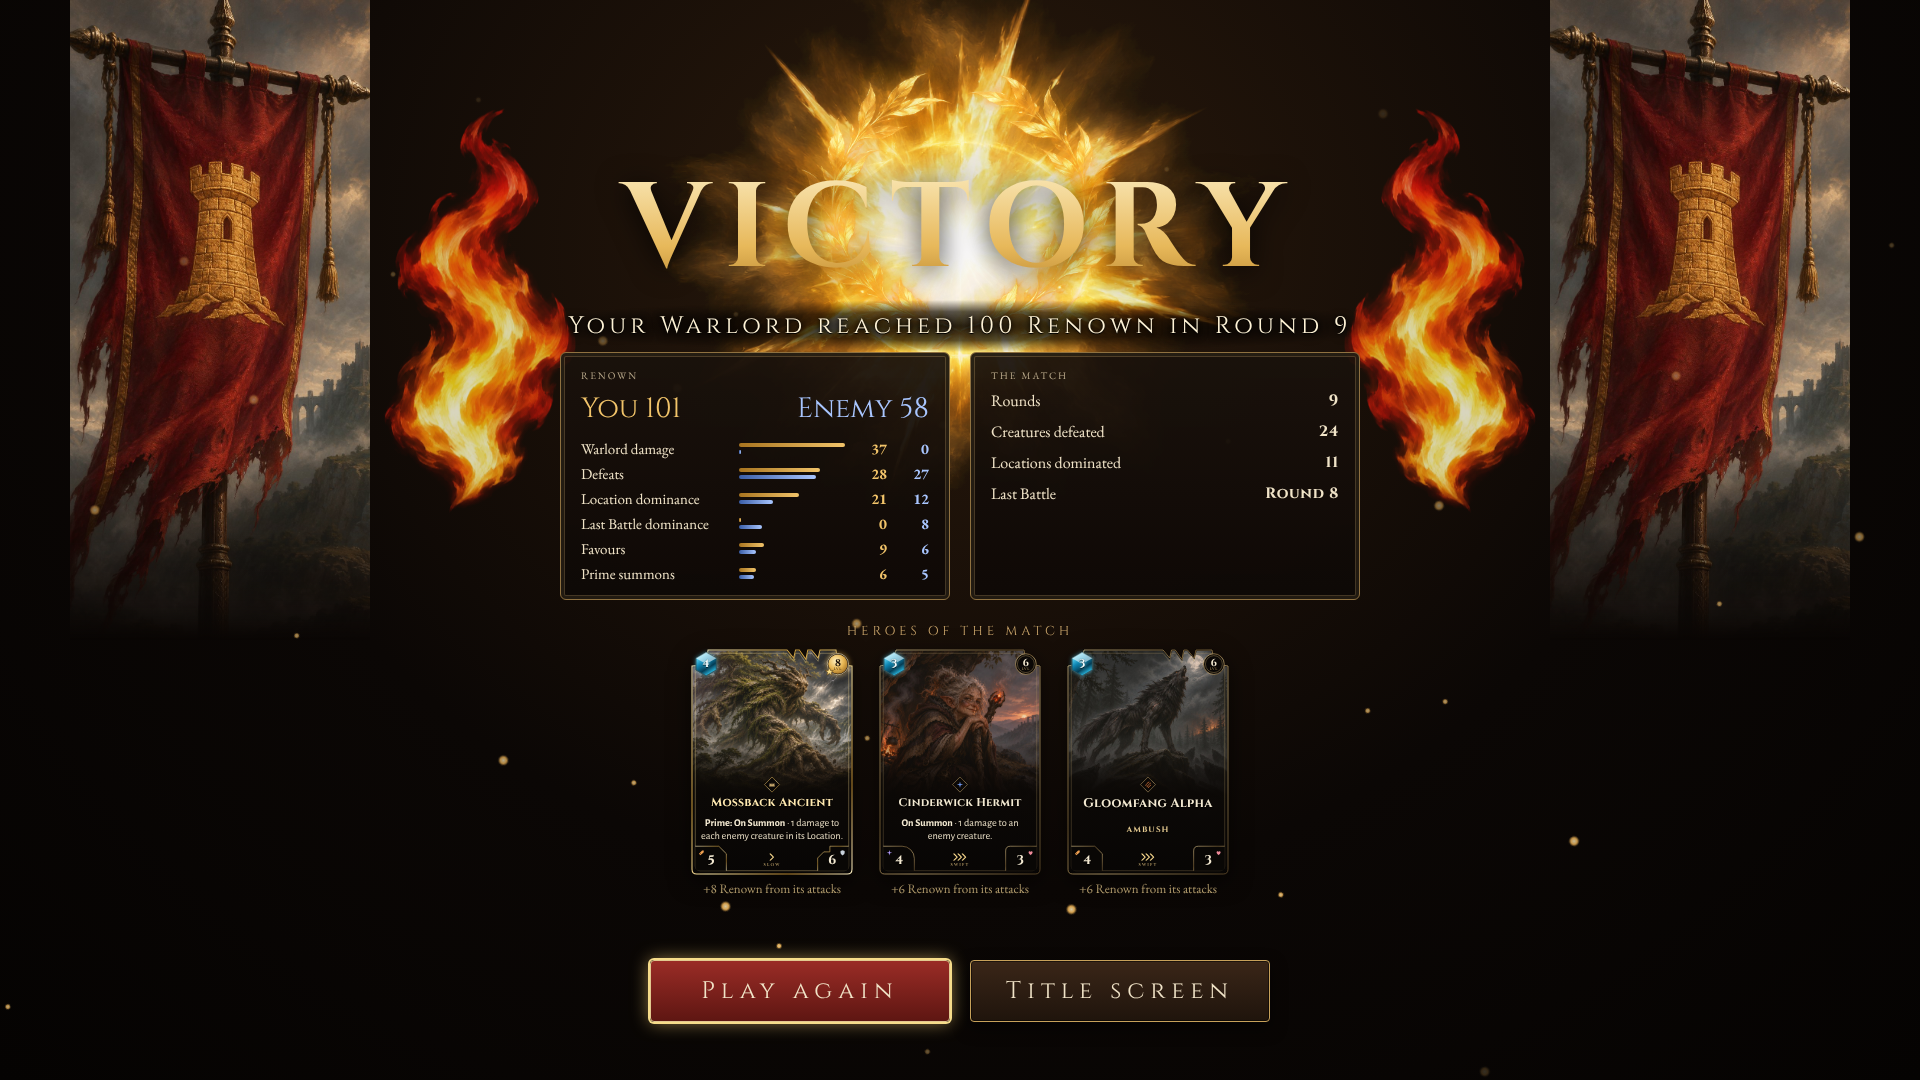 VICTORY
Your Warlord reached 100 Renown in Round 9
RENOWN
You 101
Enemy 58
Warlord damage 37 0
Defeats 28 27
Location dominance 21 12
Last Battle dominance 0 8
Favours 9 6
Prime summons 6 5
THE MATCH
Rounds 9
Creatures defeated 24
Locations dominated 11
Last Battle Round 8
HEROES OF THE MATCH
4 8
Mossback Ancient
Prime: On Summon · 1 damage to
each enemy creature in its Location.
5 SLOW 6
+8 Renown from its attacks
3 6
Cinderwick Hermit
On Summon · 1 damage to an
enemy creature.
4 SWIFT 3
+6 Renown from its attacks
3 6
Gloomfang Alpha
AMBUSH
4 SWIFT 3
+6 Renown from its attacks
Play again
Title screen